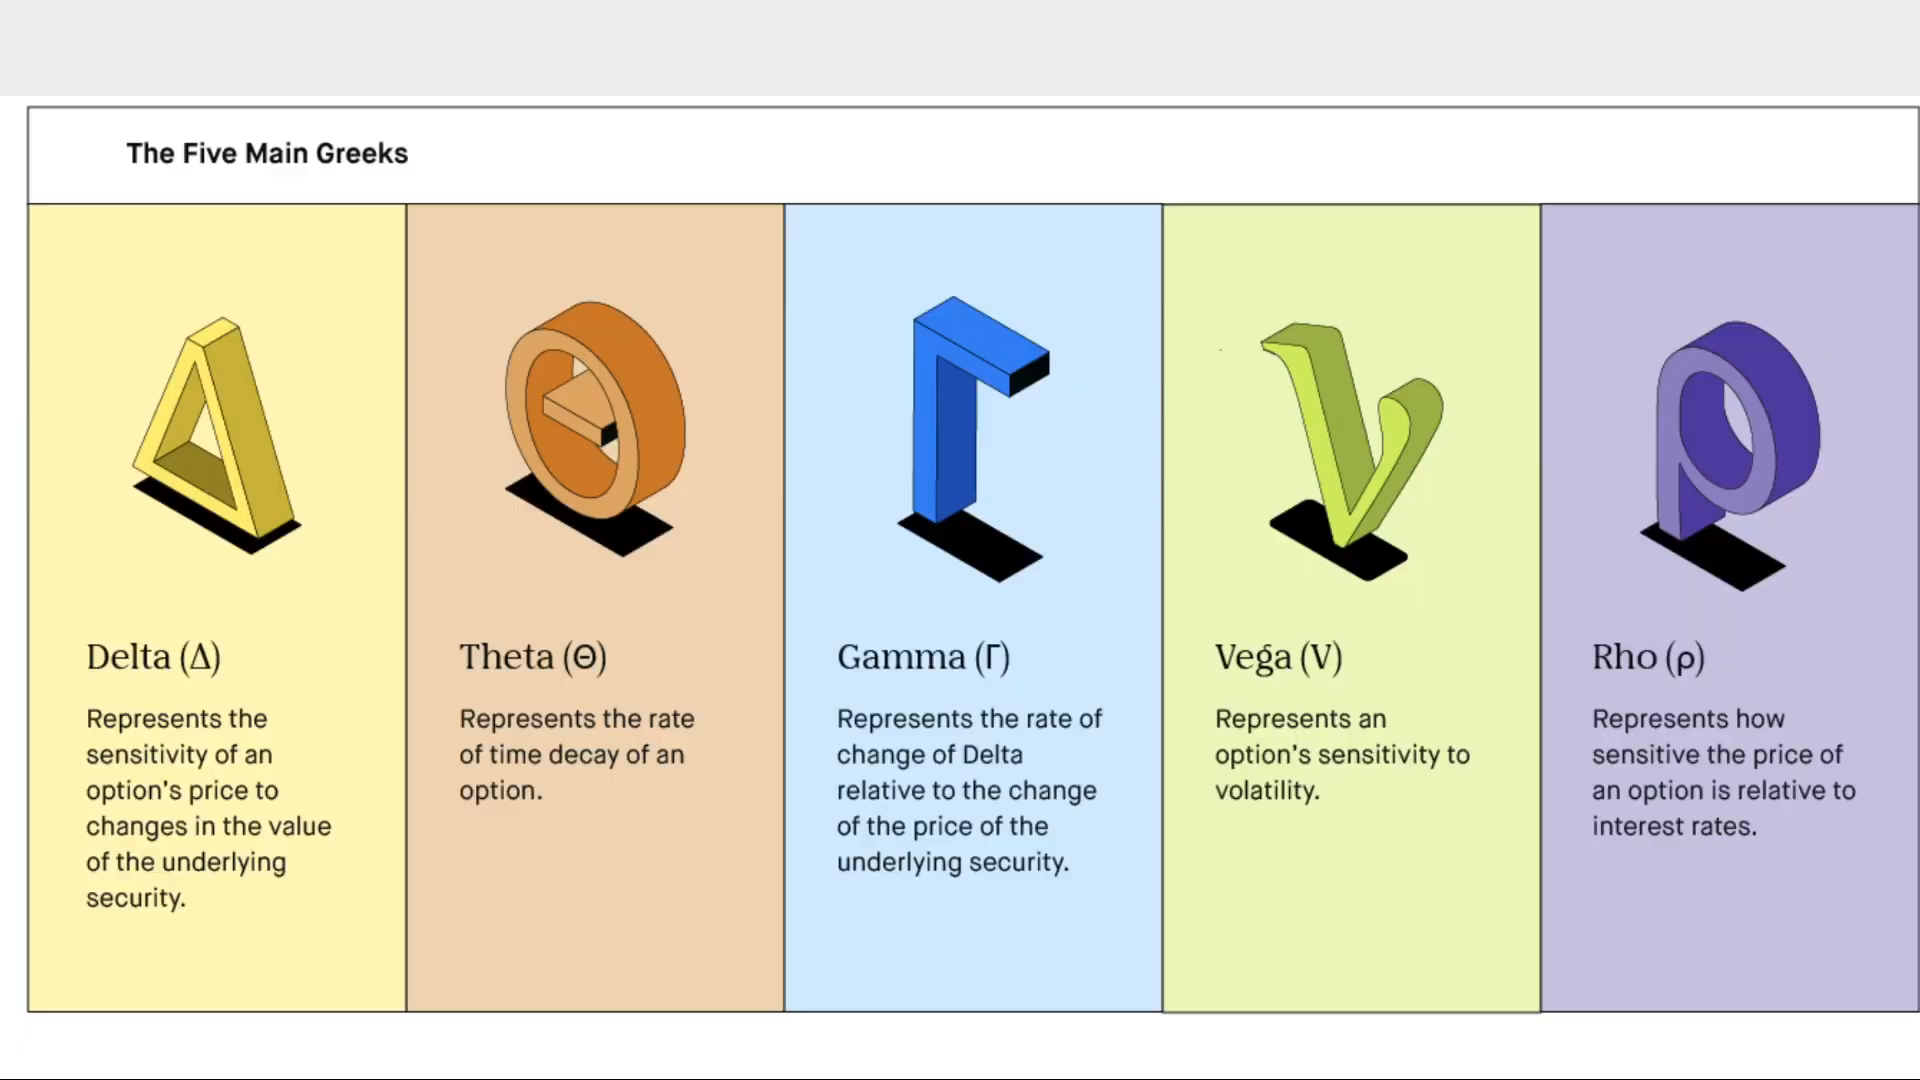 The Five Main Greeks
Delta (Δ)
Represents the
sensitivity of an
option's price to
changes in the value
of the underlying
security.
Theta (Θ)
Represents the rate
of time decay of an
option.
Gamma (Γ)
Represents the rate of
change of Delta
relative to the change
of the price of the
underlying security.
Vega (V)
Represents an
option's sensitivity to
volatility.
Rho (ρ)
Represents how
sensitive the price of
an option is relative to
interest rates.